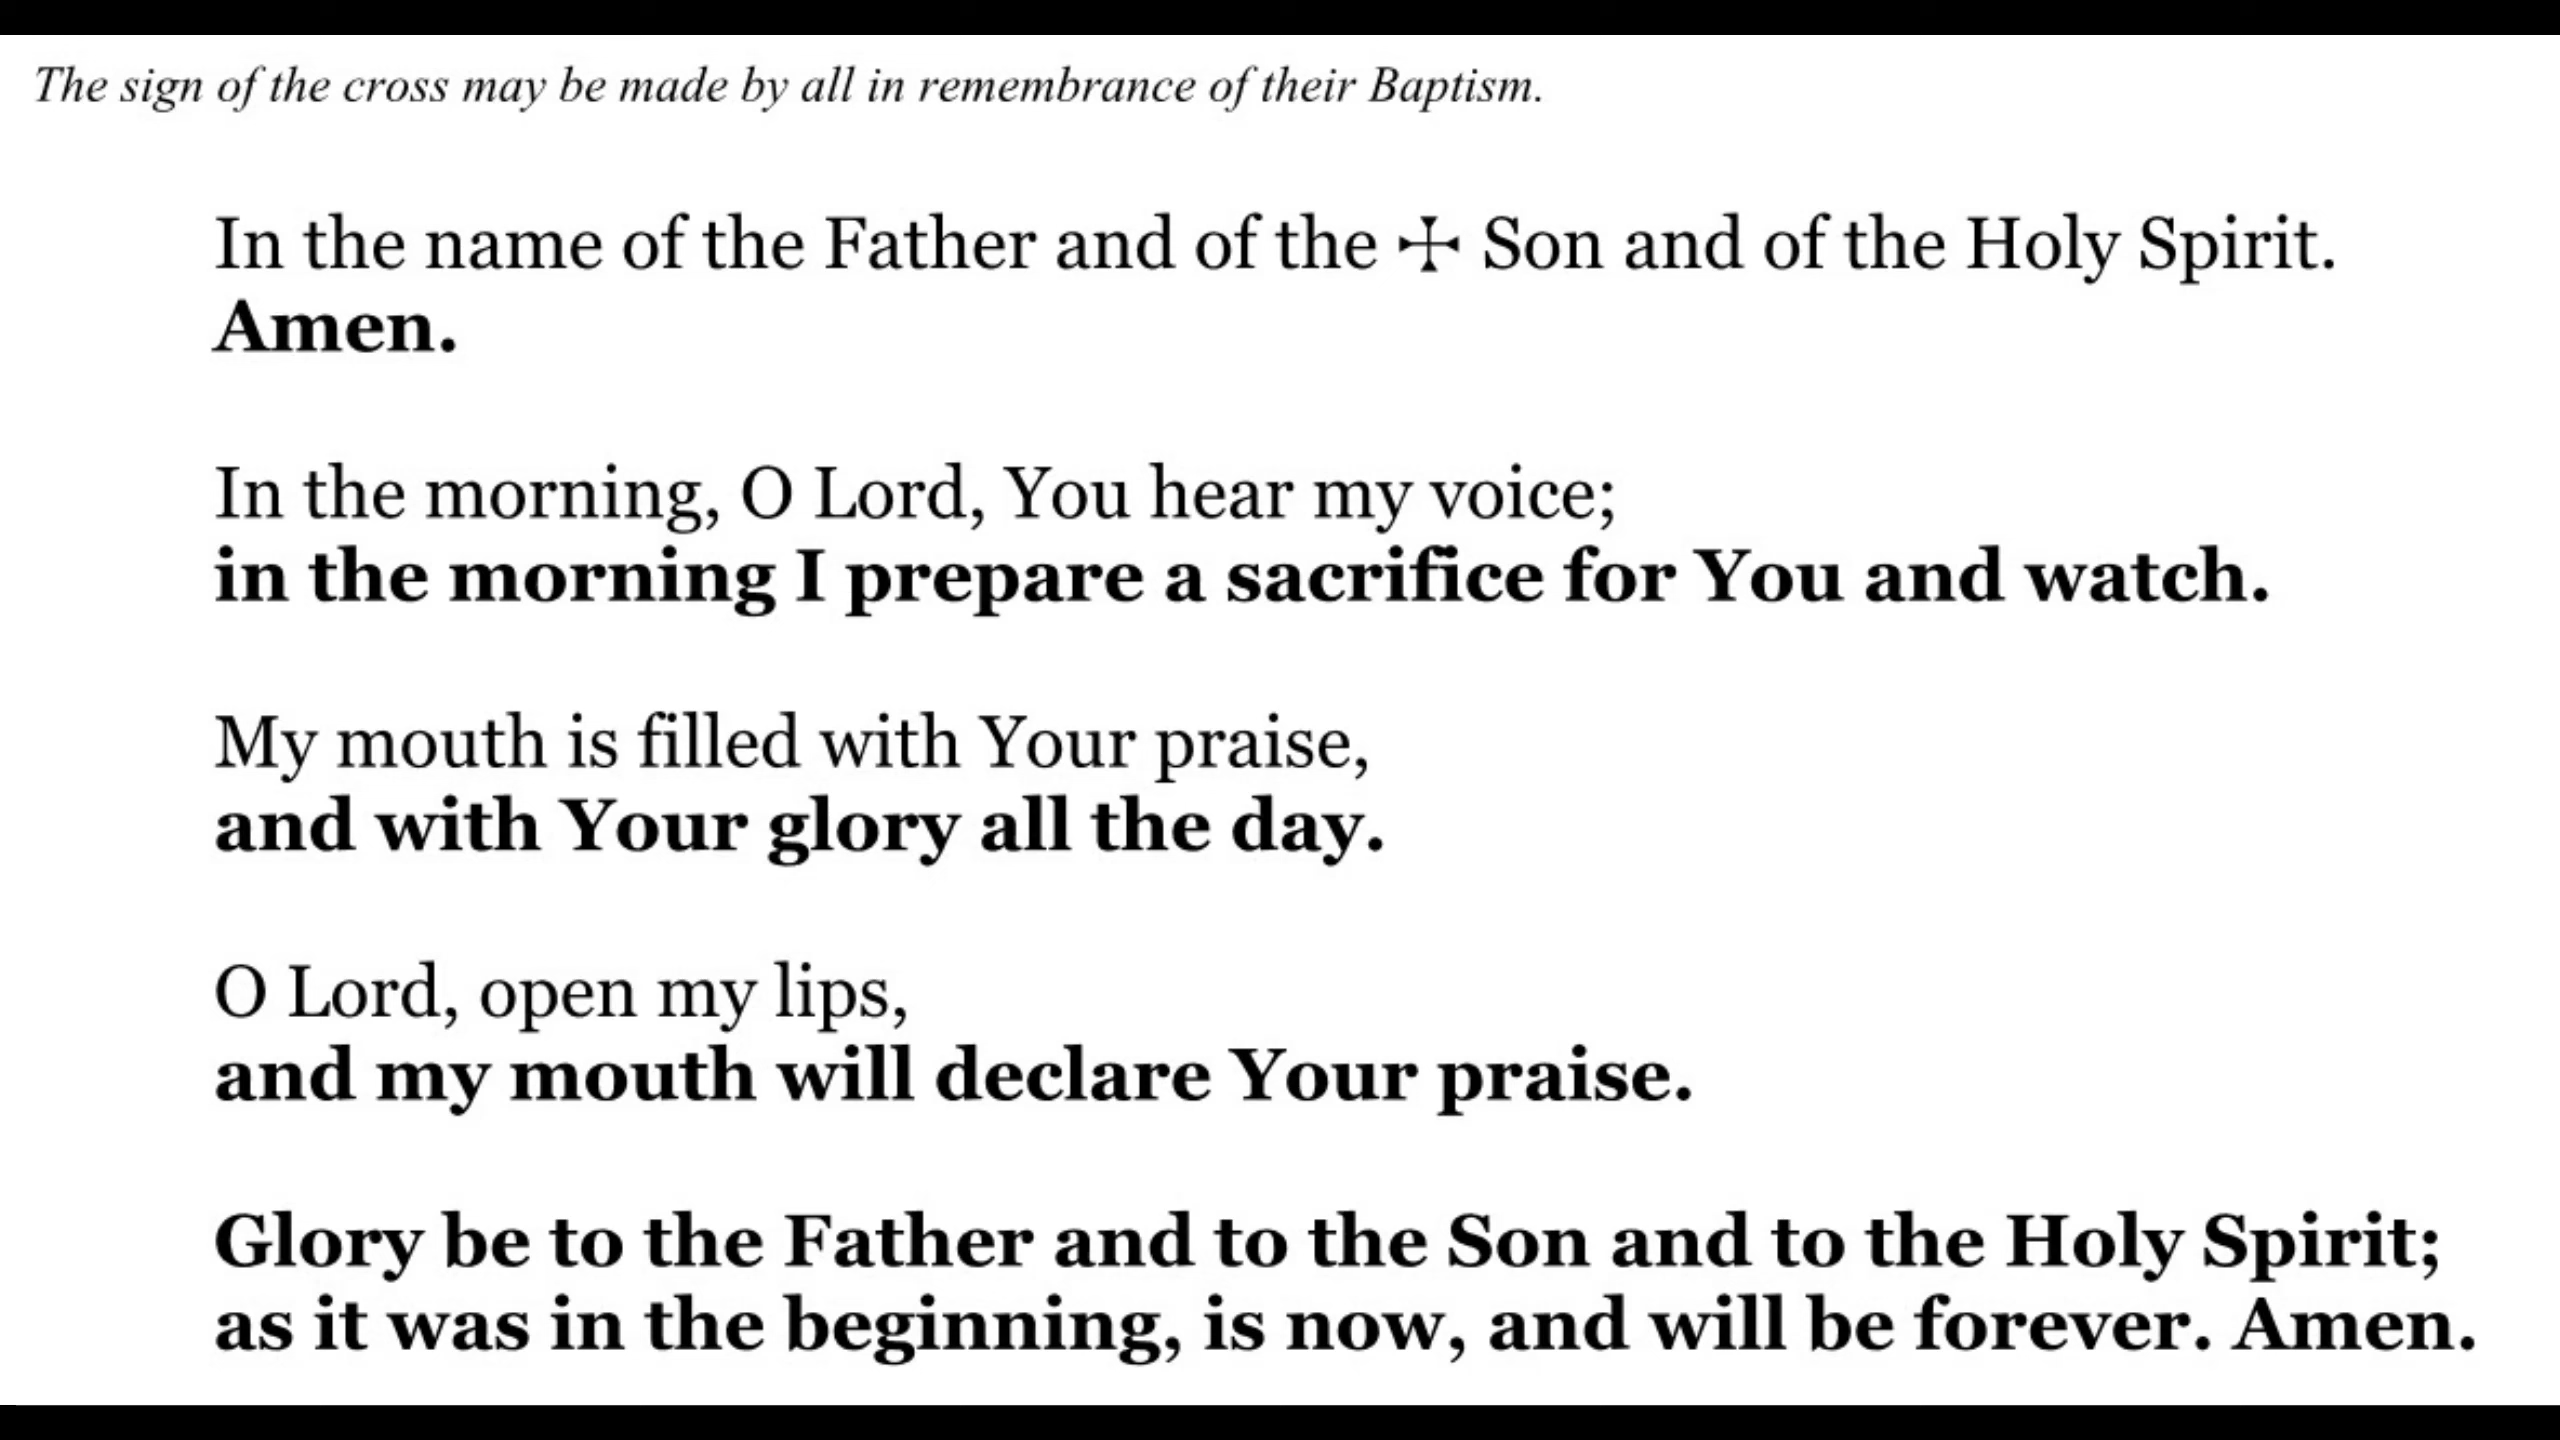 The sign of the cross may be made by all in remembrance of their Baptism.
In the name of the Father and of the ☩ Son and of the Holy Spirit.
Amen.
In the morning, O Lord, You hear my voice;
in the morning I prepare a sacrifice for You and watch.
My mouth is filled with Your praise,
and with Your glory all the day.
O Lord, open my lips,
and my mouth will declare Your praise.
Glory be to the Father and to the Son and to the Holy Spirit;
as it was in the beginning, is now, and will be forever. Amen.